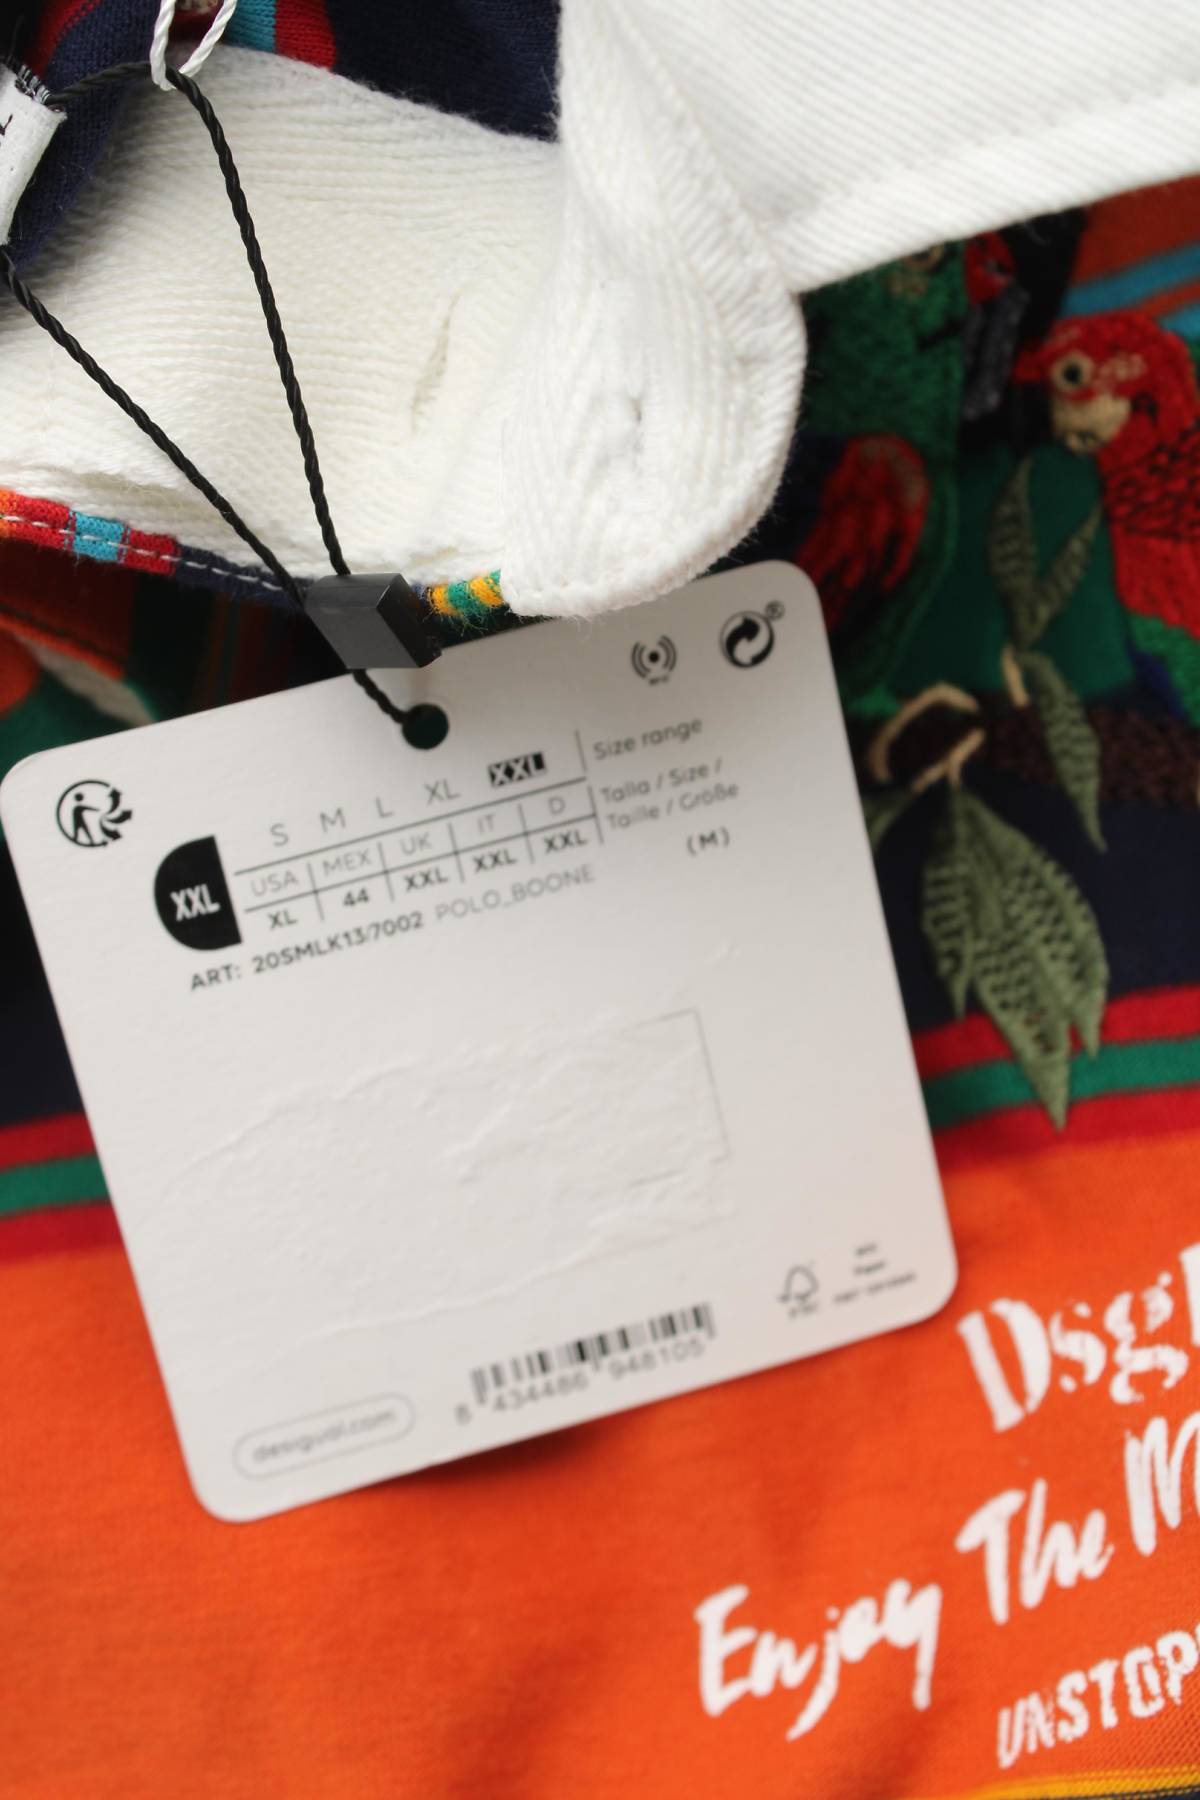 S M L XL XXL Size range
XXL
USA MEX UK IT D Talla / Size /
XL 44 XXL XXL XXL Taille / Größe
(M)
ART: 20SMLK13/7002 POLO_BOONE
8 434486 948105
desigual.com
Enjoy The